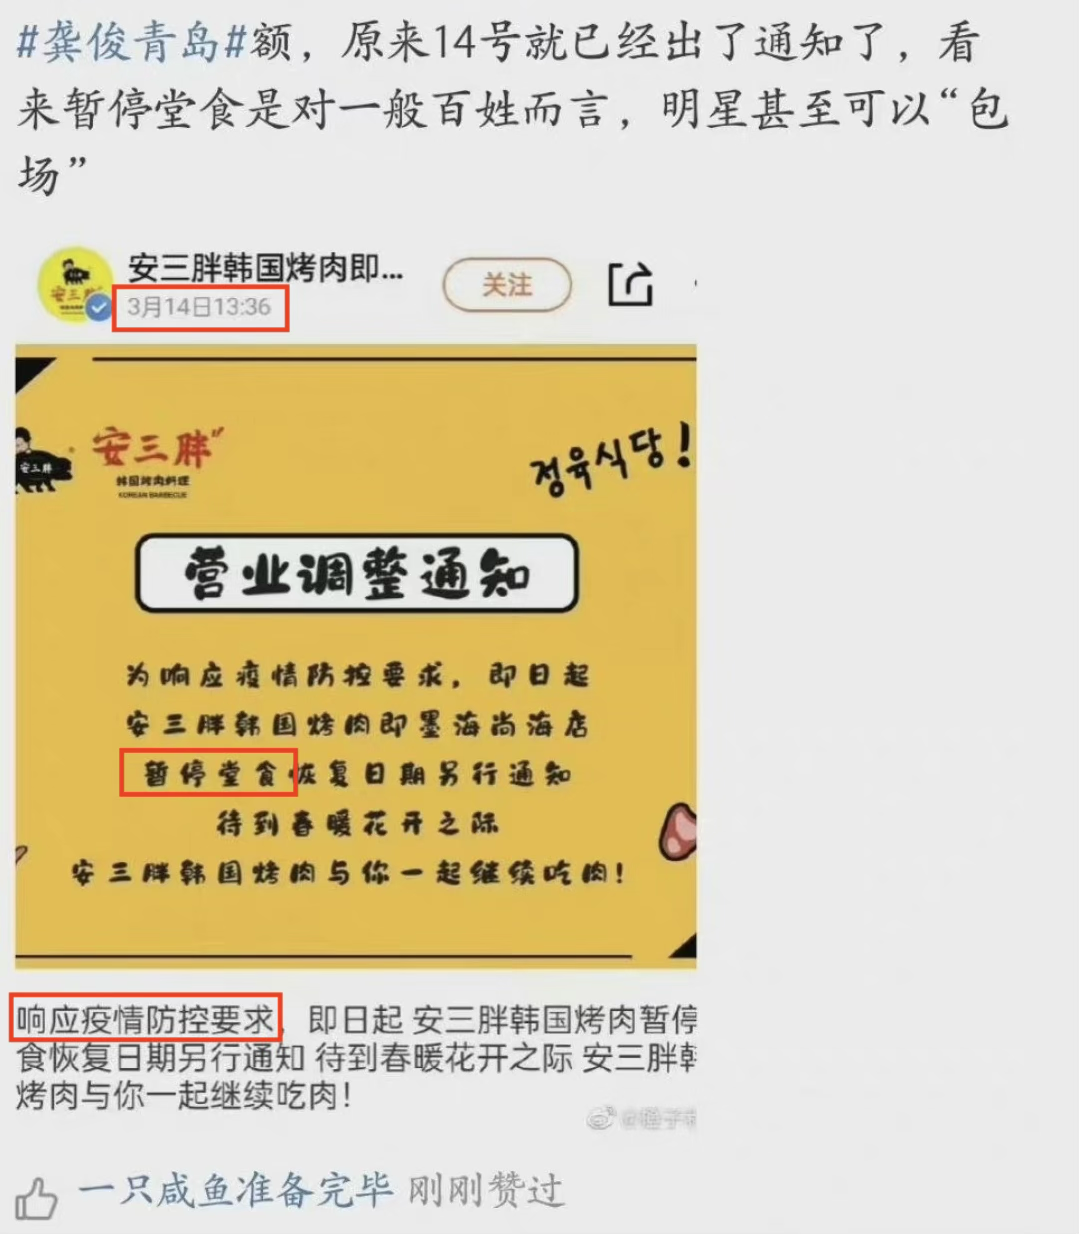 #龚俊青岛#额，原来14号就已经出了通知了，看
来暂停堂食是对一般百姓而言，明星甚至可以“包
场”
安三胖韩国烤肉即...
关注
3月14日13:36
安三胖
韩国烤肉料理
KOREAN BARBECUE
安三胖
정육식당!
营业调整通知
为响应疫情防控要求，即日起
安三胖韩国烤肉即墨海尚海店
暂停堂食恢复日期另行通知
待到春暖花开之际
安三胖韩国烤肉与你一起继续吃肉!
响应疫情防控要求，即日起 安三胖韩国烤肉暂停
食恢复日期另行通知 待到春暖花开之际 安三胖韩
烤肉与你一起继续吃肉！
一只咸鱼准备完毕 刚刚赞过